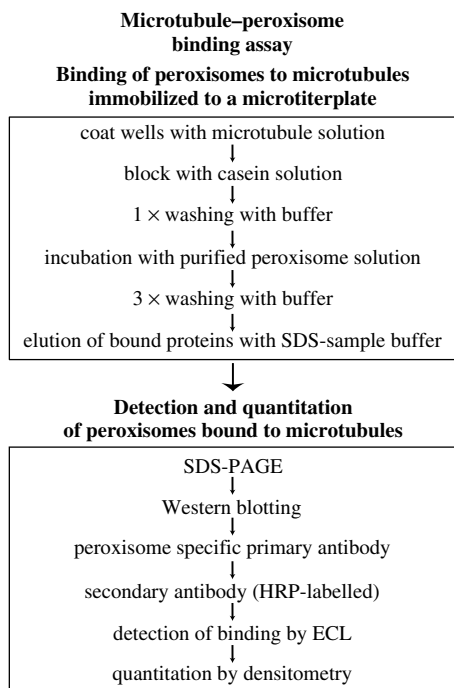 Microtubule–peroxisome
binding assay
Binding of peroxisomes to microtubules
immobilized to a microtiterplate
coat wells with microtubule solution
block with casein solution
1 × washing with buffer
incubation with purified peroxisome solution
3 × washing with buffer
elution of bound proteins with SDS-sample buffer
Detection and quantitation
of peroxisomes bound to microtubules
SDS-PAGE
Western blotting
peroxisome specific primary antibody
secondary antibody (HRP-labelled)
detection of binding by ECL
quantitation by densitometry